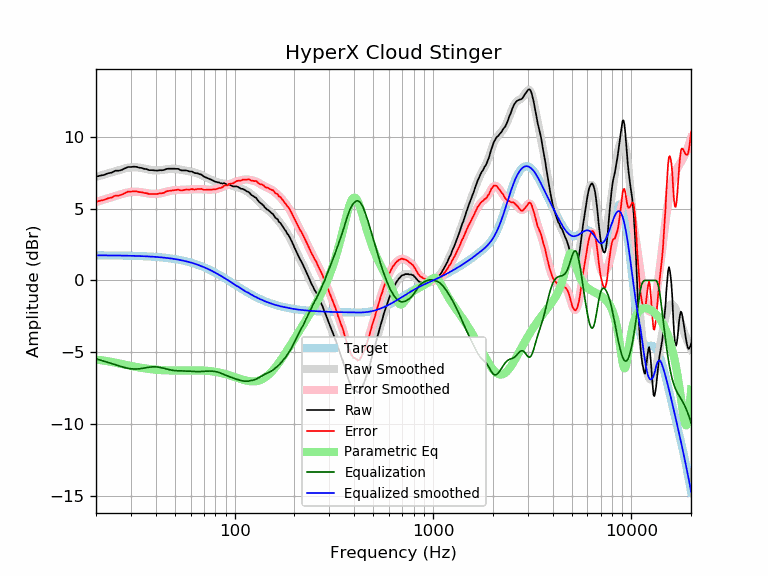 HyperX Cloud Stinger
Amplitude (dBr)
10
5
0
−5
−10
−15
Target
Raw Smoothed
Error Smoothed
Raw
Error
Parametric Eq
Equalization
Equalized smoothed
100
1000
10000
Frequency (Hz)